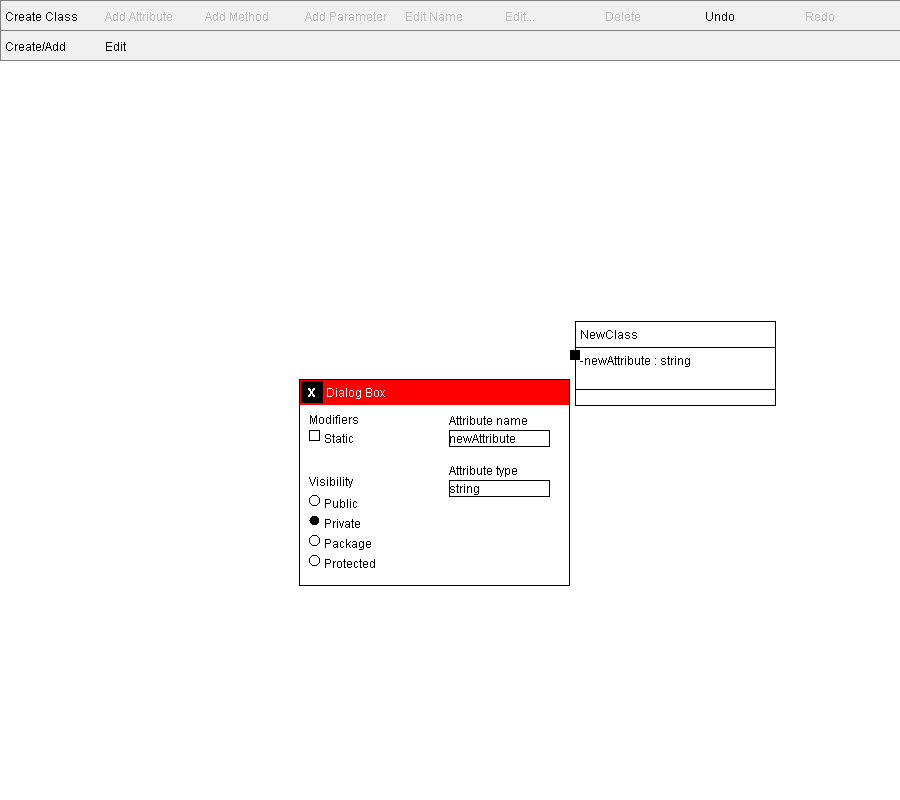 Create Class Add Attribute Add Method Add Parameter Edit Name Edit... Delete Undo Redo
Create/Add Edit
NewClass
-newAttribute : string
X Dialog Box
Modifiers
Static
Visibility
Public
Private
Package
Protected
Attribute name
newAttribute
Attribute type
string